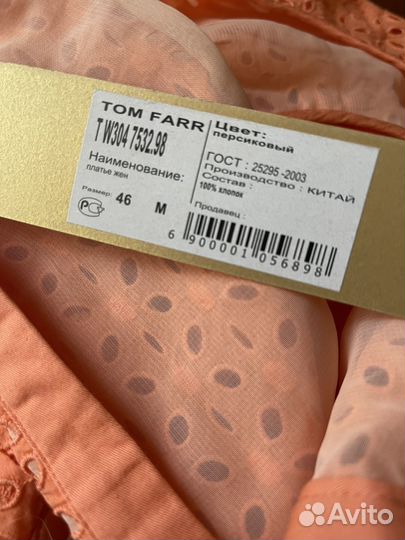 TOM FARR
T W304 7532.98
Наименование:
платье жен
Размер: 46 M
РСТ
Цвет:
персиковый
ГОСТ : 25295 -2003
Производство : КИТАЙ
Состав :
100% хлопок
Продавец :
6 900001 056898
Avito